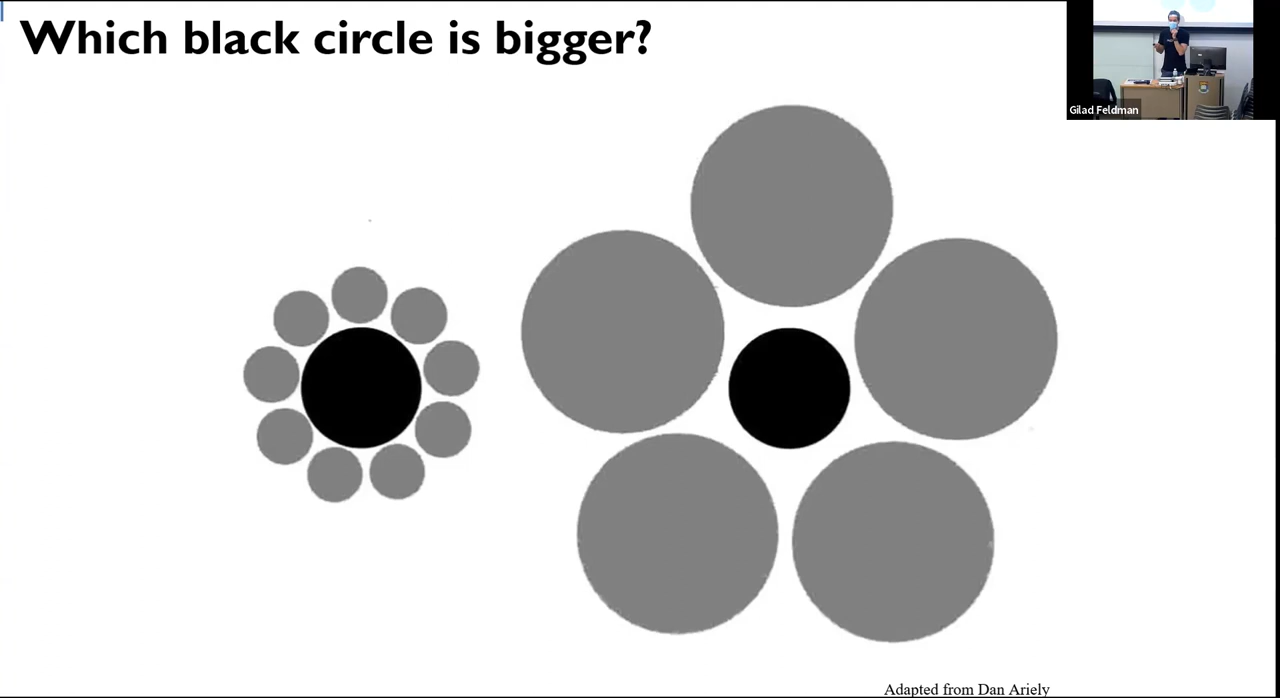 Which black circle is bigger?
Gilad Feldman
Adapted from Dan Ariely